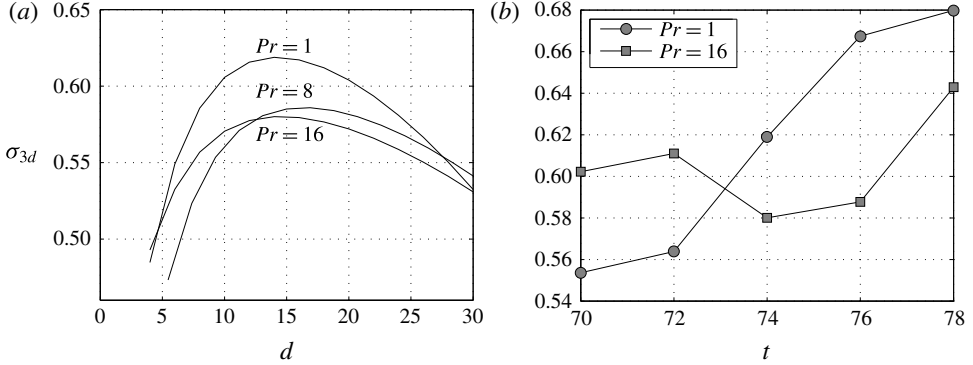 (a)
0.65
0.60
0.55
0.50
σ3d
Pr = 1
Pr = 8
Pr = 16
0 5 10 15 20 25 30
d
(b)
0.68
0.66
0.64
0.62
0.60
0.58
0.56
0.54
Pr = 1
Pr = 16
70 72 74 76 78
t